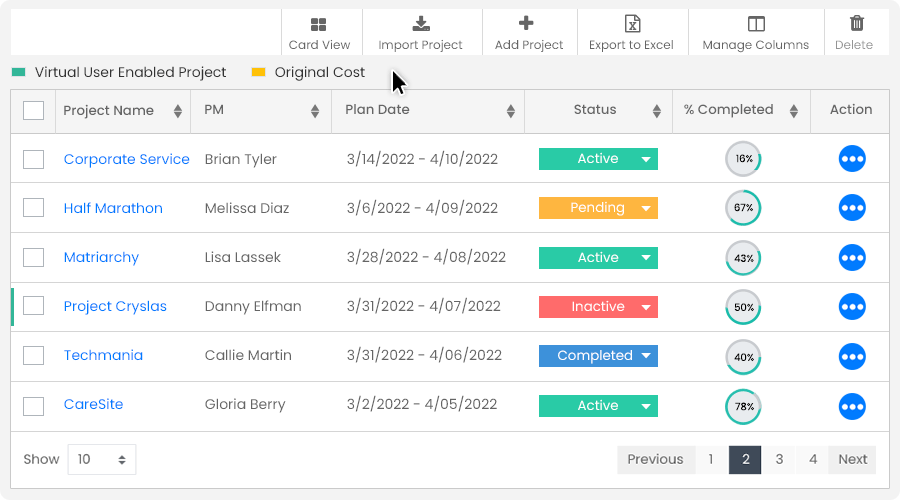 Card View Import Project Add Project Export to Excel Manage Columns Delete
Virtual User Enabled Project Original Cost
Project Name PM Plan Date Status % Completed Action
Corporate Service Brian Tyler 3/14/2022 - 4/10/2022 Active 16%
Half Marathon Melissa Diaz 3/6/2022 - 4/09/2022 Pending 67%
Matriarchy Lisa Lassek 3/28/2022 - 4/08/2022 Active 43%
Project Cryslas Danny Elfman 3/31/2022 - 4/07/2022 Inactive 50%
Techmania Callie Martin 3/31/2022 - 4/06/2022 Completed 40%
CareSite Gloria Berry 3/2/2022 - 4/05/2022 Active 78%
Show 10 Previous 1 2 3 4 Next